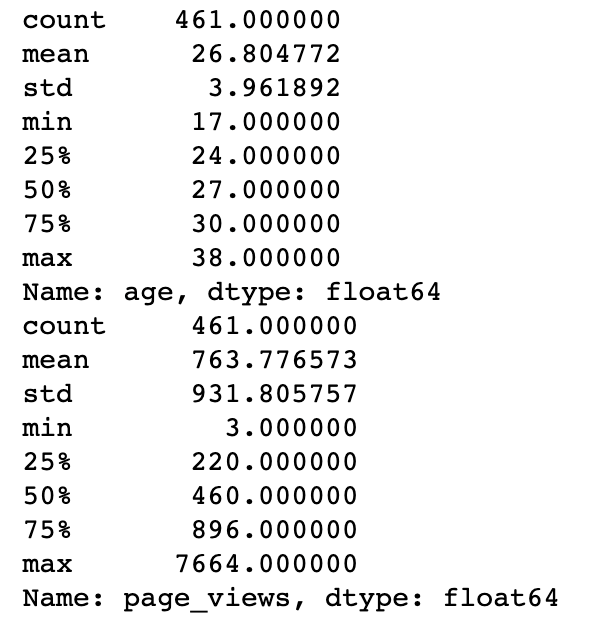 count    461.000000
mean      26.804772
std        3.961892
min       17.000000
25%       24.000000
50%       27.000000
75%       30.000000
max       38.000000
Name: age, dtype: float64
count     461.000000
mean      763.776573
std       931.805757
min         3.000000
25%       220.000000
50%       460.000000
75%       896.000000
max      7664.000000
Name: page_views, dtype: float64